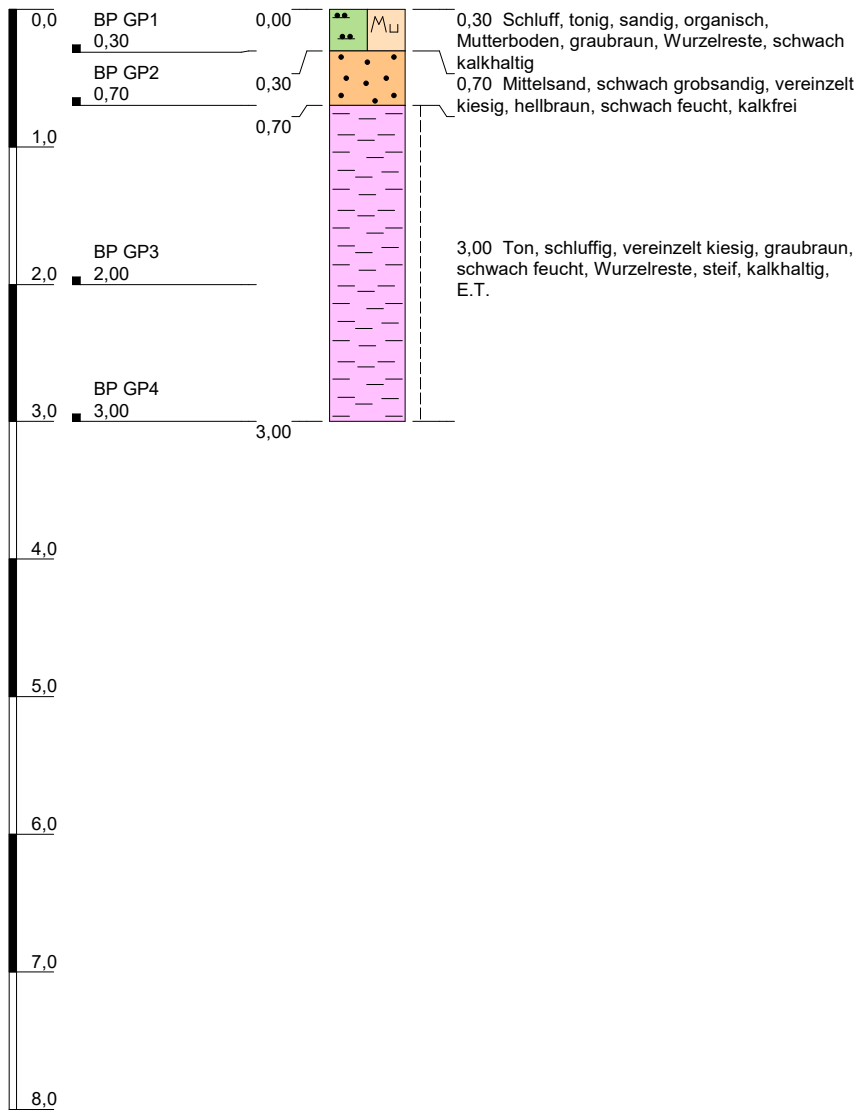 0,0
BP GP1
0,30
BP GP2
0,70
1,0
BP GP3
2,00
2,0
BP GP4
3,00
3,0
4,0
5,0
6,0
7,0
8,0
0,00
0,30
0,70
3,00
Mu
0,30 Schluff, tonig, sandig, organisch,
Mutterboden, graubraun, Wurzelreste, schwach
kalkhaltig
0,70 Mittelsand, schwach grobsandig, vereinzelt
kiesig, hellbraun, schwach feucht, kalkfrei
3,00 Ton, schluffig, vereinzelt kiesig, graubraun,
schwach feucht, Wurzelreste, steif, kalkhaltig,
E.T.